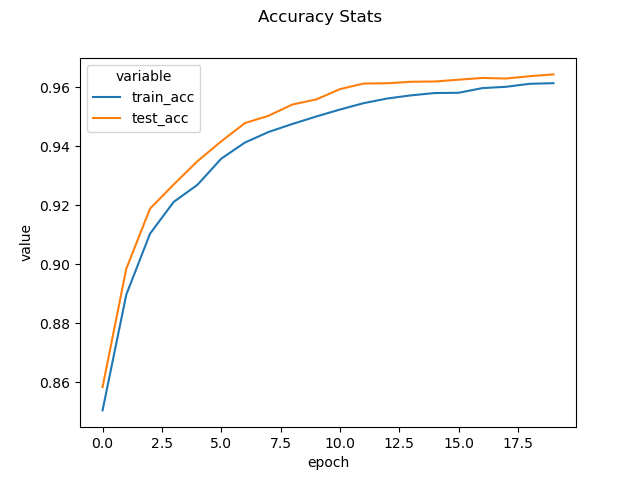 Accuracy Stats
variable
train_acc
test_acc
0.96
0.94
0.92
0.90
0.88
0.86
value
0.0 2.5 5.0 7.5 10.0 12.5 15.0 17.5
epoch